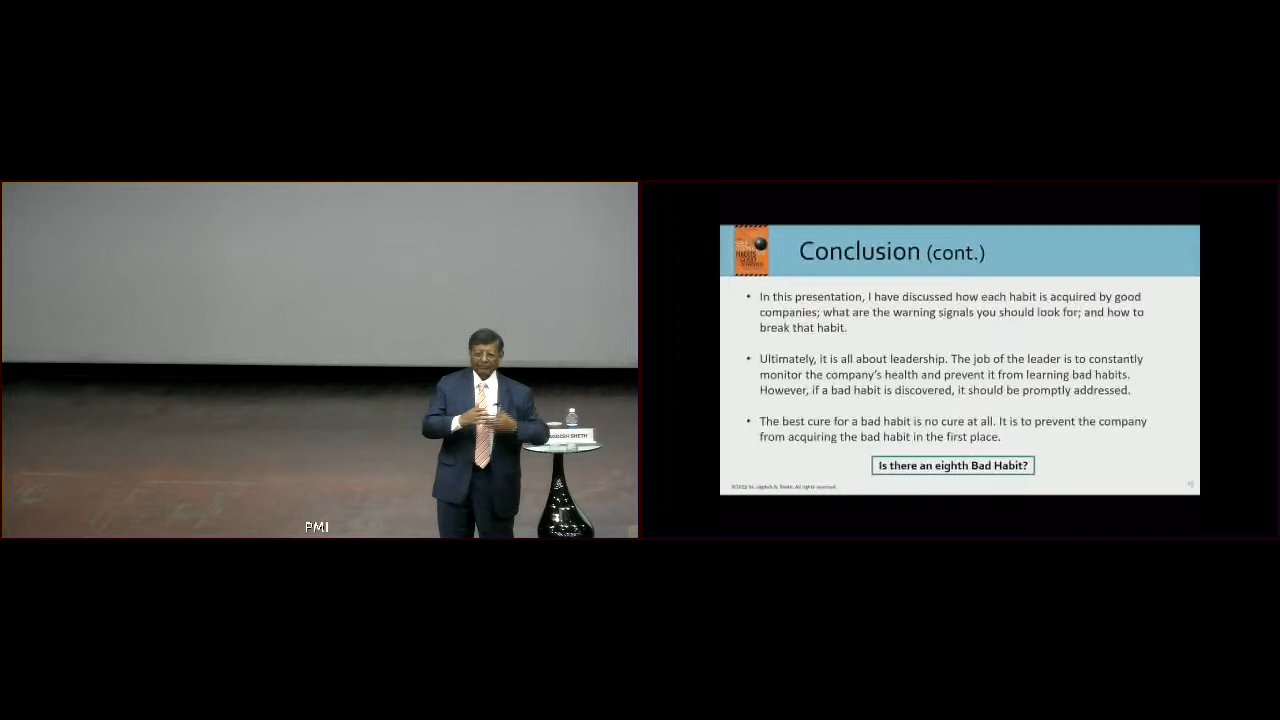 PMI
SHETH
HABITS
Conclusion (cont.)
• In this presentation, I have discussed how each habit is acquired by good
companies; what are the warning signals you should look for; and how to
break that habit.
• Ultimately, it is all about leadership. The job of the leader is to constantly
monitor the company's health and prevent it from learning bad habits.
However, if a bad habit is discovered, it should be promptly addressed.
• The best cure for a bad habit is no cure at all. It is to prevent the company
from acquiring the bad habit in the first place.
Is there an eighth Bad Habit?
Sheth. All rights reserved.